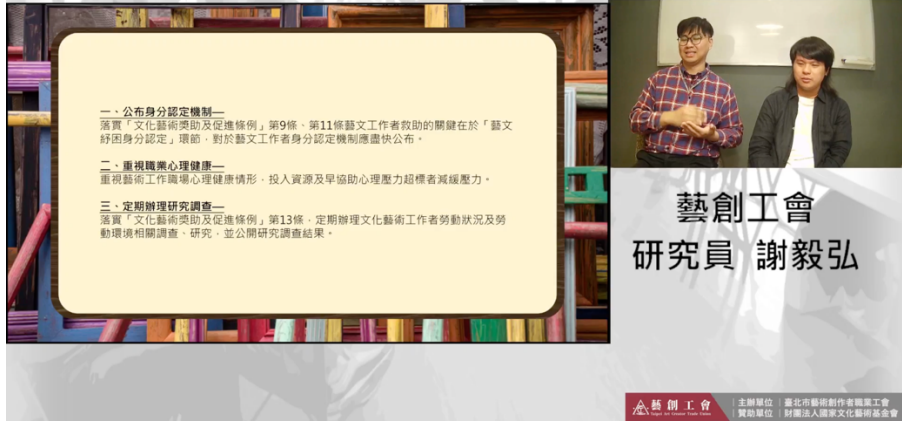 一、公布身分認定機制—
落實「文化藝術獎助及促進條例」第9條、第11條藝文工作者救助的關鍵在於「藝文
紓困身分認定」環節，對於藝文工作者身分認定機制應盡快公布。
二、重視職業心理健康—
重視藝術工作職場心理健康情形，投入資源及早協助心理壓力超標者減緩壓力。
三、定期辦理研究調查—
落實「文化藝術獎助及促進條例」第13條，定期辦理文化藝術工作者勞動狀況及勞
動環境相關調查、研究，並公開研究調查結果。
藝創工會
研究員 謝毅弘
藝創工會
Taipei Art Creator Trade Union
主辦單位｜臺北市藝術創作者職業工會
贊助單位｜財團法人國家文化藝術基金會